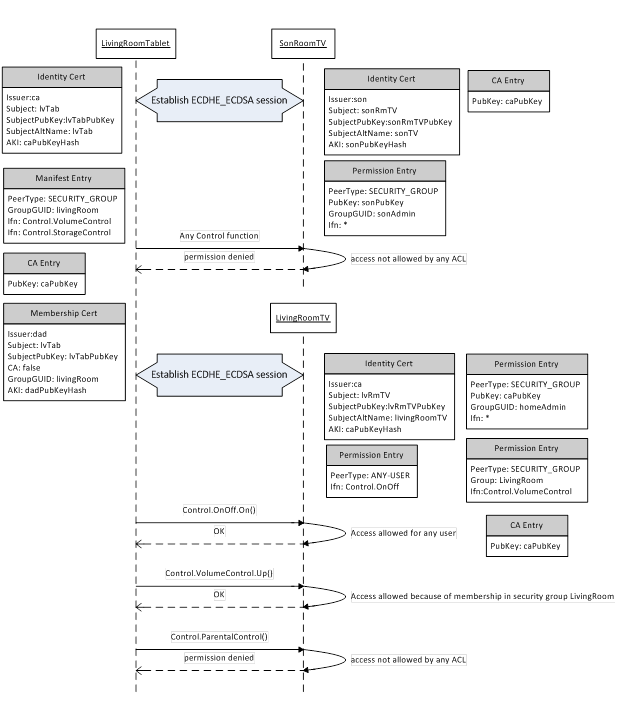 LivingRoomTablet
SonRoomTV
Identity Cert
Issuer:ca
Subject: lvTab
SubjectPubKey:lvTabPubKey
SubjectAltName: lvTab
AKI: caPubKeyHash
Establish ECDHE_ECDSA session
Identity Cert
Issuer:son
Subject: sonRmTV
SubjectPubKey:sonRmTVPubKey
SubjectAltName: sonTV
AKI: sonPubKeyHash
CA Entry
PubKey: caPubKey
Manifest Entry
PeerType: SECURITY_GROUP
GroupGUID: livingRoom
Ifn: Control.VolumeControl
Ifn: Control.StorageControl
Permission Entry
PeerType: SECURITY_GROUP
PubKey: sonPubKey
GroupGUID: sonAdmin
Ifn: *
Any Control function
permission denied
access not allowed by any ACL
CA Entry
PubKey: caPubKey
Membership Cert
Issuer:dad
Subject: lvTab
SubjectPubKey: lvTabPubKey
CA: false
GroupGUID: livingRoom
AKI: dadPubKeyHash
LivingRoomTV
Establish ECDHE_ECDSA session
Identity Cert
Issuer:ca
Subject: lvRmTV
SubjectPubKey:lvRmTVPubKey
SubjectAltName: livingRoomTV
AKI: caPubKeyHash
Permission Entry
PeerType: SECURITY_GROUP
PubKey: caPubKey
GroupGUID: homeAdmin
Ifn: *
Permission Entry
PeerType: ANY-USER
Ifn: Control.OnOff
Permission Entry
PeerType: SECURITY_GROUP
Group: LivingRoom
Ifn:Control.VolumeControl
Control.OnOff.On()
OK
Access allowed for any user
CA Entry
PubKey: caPubKey
Control.VolumeControl.Up()
OK
Access allowed because of membership in security group LivingRoom
Control.ParentalControl()
permission denied
access not allowed by any ACL